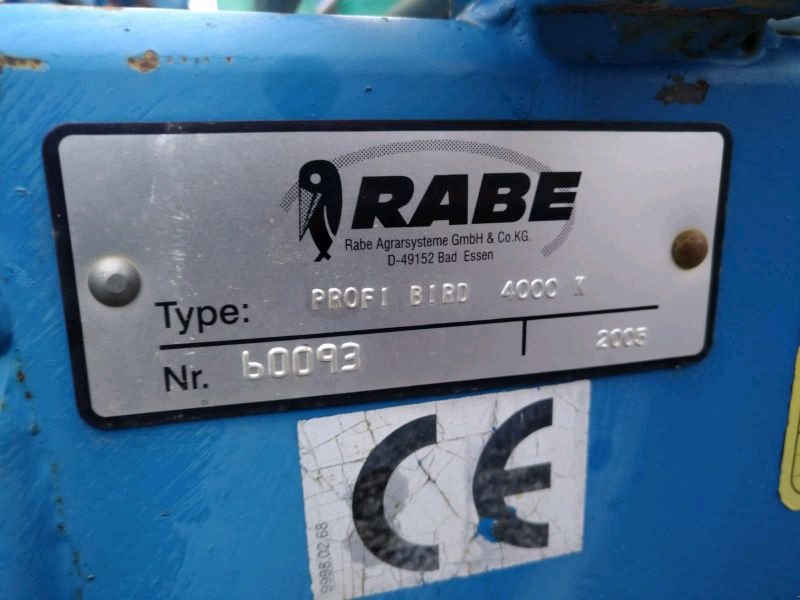 RABE
Rabe Agrarsysteme GmbH & Co.KG.
D-49152 Bad Essen
Type: PROFI BIRD 4000 K
Nr. 60093 2005
CE
9998.02.68